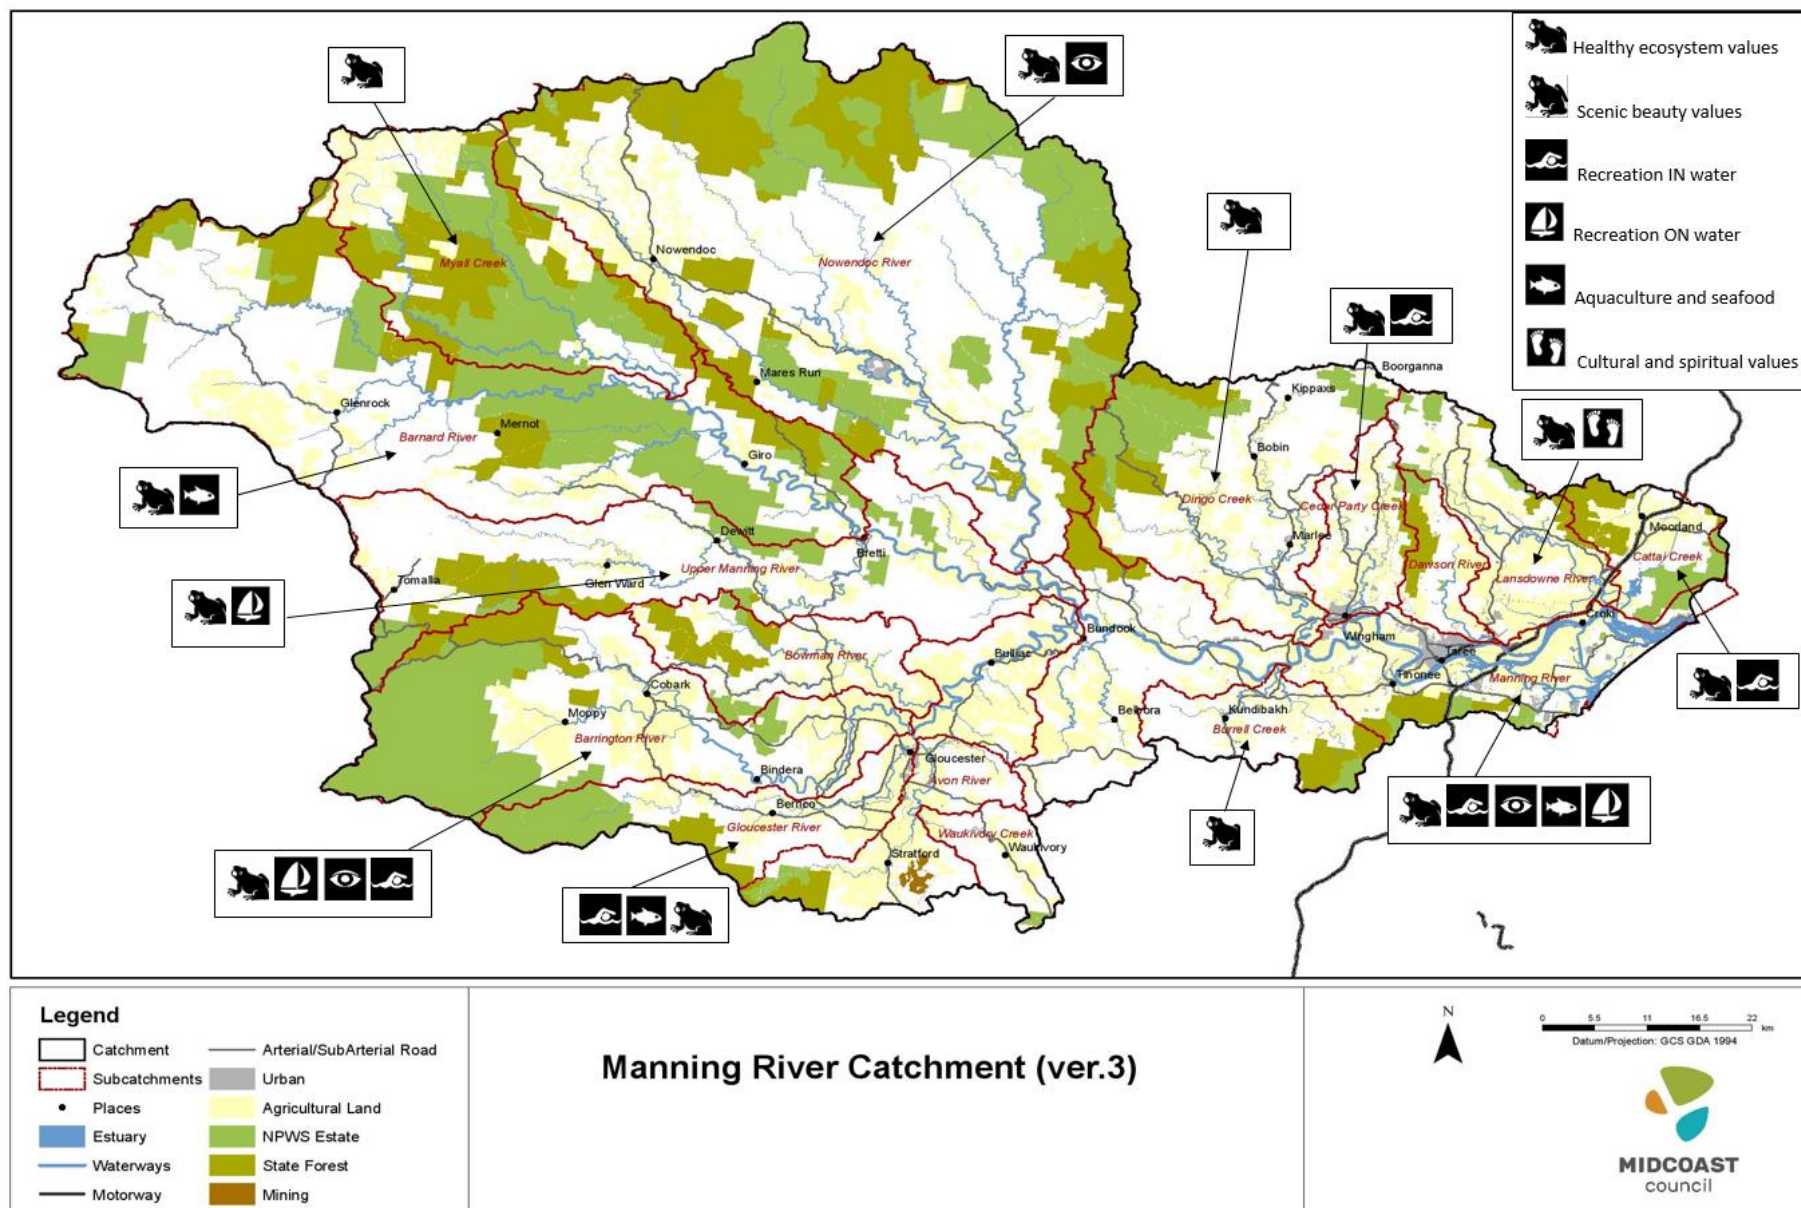 Healthy ecosystem values
Scenic beauty values
Recreation IN water
Recreation ON water
Aquaculture and seafood
Cultural and spiritual values
Myall Creek
Nowendoc
Nowendoc River
Mares Run
Glenrock
Barnard River
Mernot
Giro
Kippaxs
Boorganna
Bobin
Dingo Creek
Cedar Party Creek
Marlee
Dawson River
Lansdowne River
Moorland
Cattai Creek
Croki
Dewitt
Bretti
Upper Manning River
Glen Ward
Tomalla
Bundook
Wingham
Taree
Tinonee
Manning River
Bowman River
Bulliac
Cobark
Moppy
Barrington River
Belbora
Kundibakh
Burrell Creek
Bindera
Gloucester
Avon River
Berrico
Gloucester River
Waukivory Creek
Stratford
Waukivory
N
Legend
Catchment
Subcatchments
Places
Estuary
Waterways
Motorway
Arterial/SubArterial Road
Urban
Agricultural Land
NPWS Estate
State Forest
Mining
Manning River Catchment (ver.3)
N
0 5.5 11 16.5 22
km
Datum/Projection: GCS GDA 1994
MIDCOAST
council